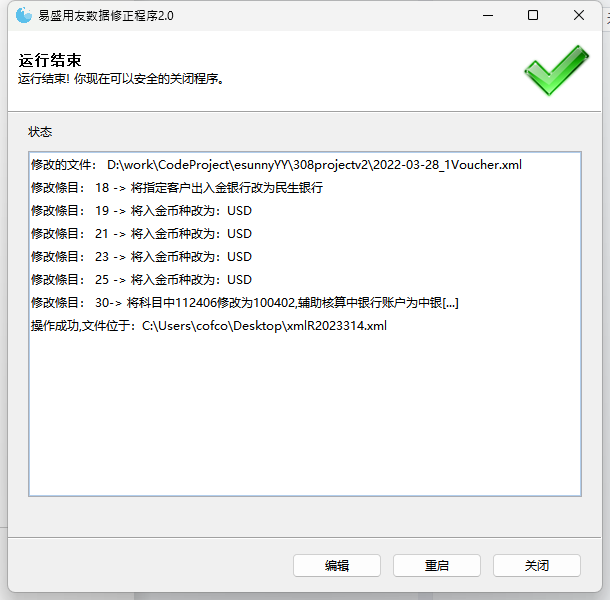 易盛用友数据修正程序2.0
运行结束
运行结束! 你现在可以安全的关闭程序。
状态
修改的文件： D:\work\CodeProject\esunnyYY\308projectv2\2022-03-28_1Voucher.xml
修改條目： 18 -> 将指定客户出入金银行改为民生银行
修改條目： 19 -> 将入金币种改为：USD
修改條目： 21 -> 将入金币种改为：USD
修改條目： 23 -> 将入金币种改为：USD
修改條目： 25 -> 将入金币种改为：USD
修改條目： 30-> 将科目中112406修改为100402,辅助核算中银行账户为中银[...]
操作成功,文件位于：C:\Users\cofco\Desktop\xmlR2023314.xml
编辑
重启
关闭